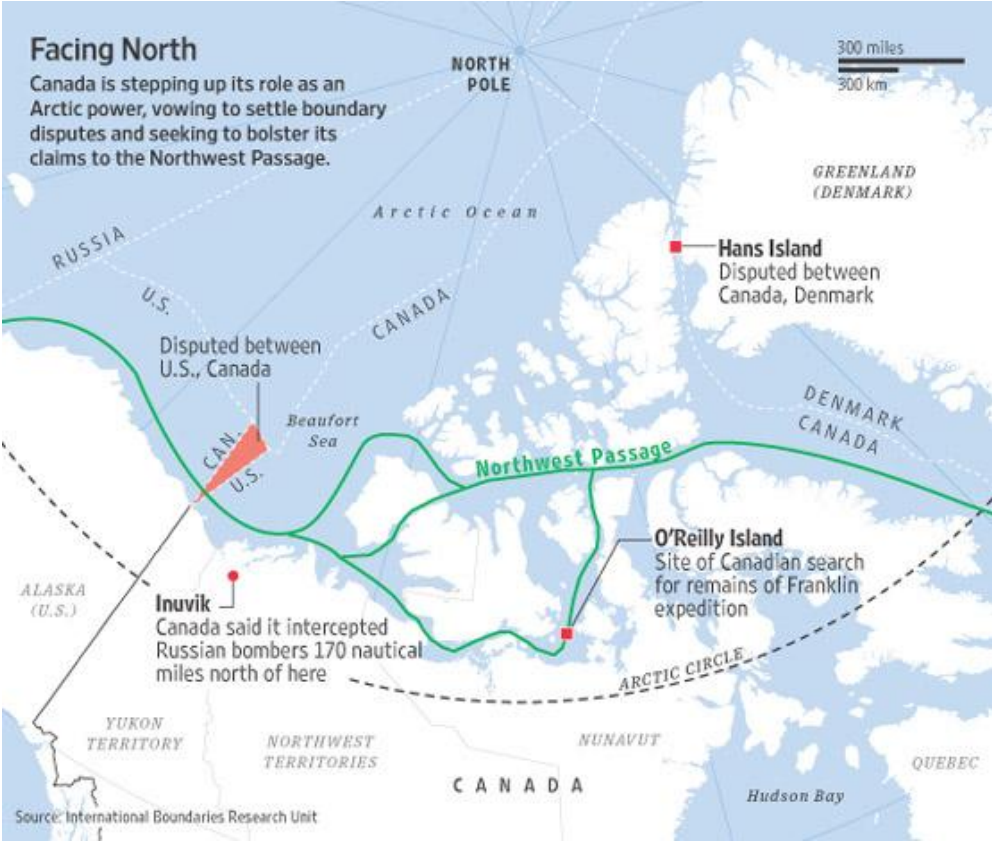 Facing North
Canada is stepping up its role as an
Arctic power, vowing to settle boundary
disputes and seeking to bolster its
claims to the Northwest Passage.
NORTH
POLE
300 miles
300 km
GREENLAND
(DENMARK)
Arctic Ocean
RUSSIA
U.S.
CANADA
Hans Island
Disputed between
Canada, Denmark
Disputed between
U.S., Canada
Beaufort
Sea
CAN.
U.S.
DENMARK
CANADA
Northwest Passage
O'Reilly Island
Site of Canadian search
for remains of Franklin
expedition
ALASKA
(U.S.)
Inuvik
Canada said it intercepted
Russian bombers 170 nautical
miles north of here
ARCTIC CIRCLE
YUKON
TERRITORY
NORTHWEST
TERRITORIES
NUNAVUT
QUEBEC
CANADA
Hudson Bay
Source: International Boundaries Research Unit